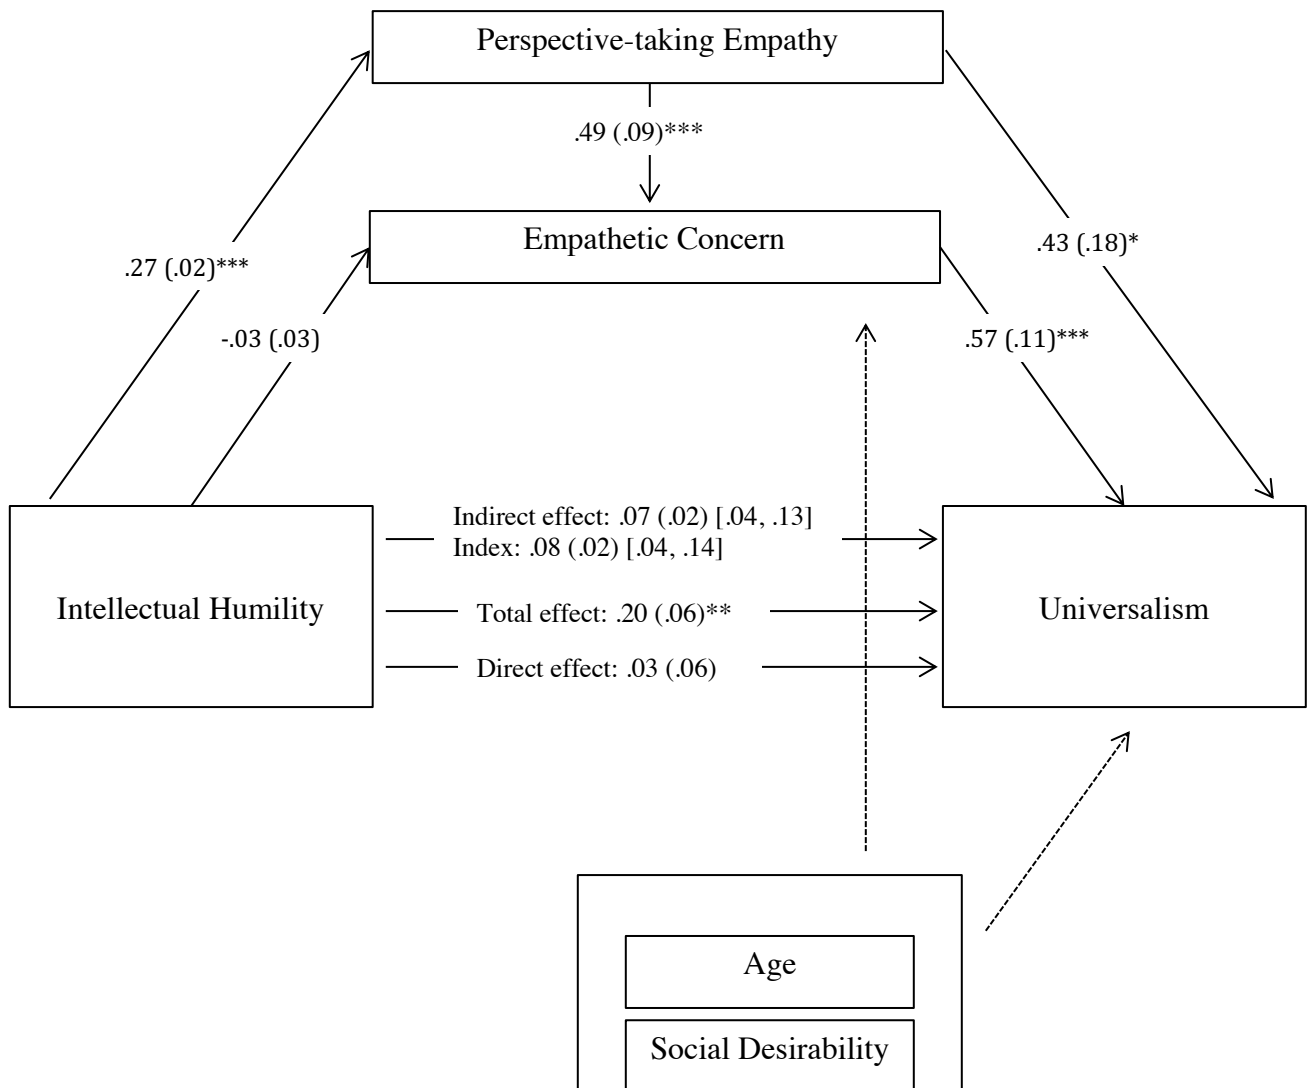 Perspective-taking Empathy
.49 (.09)***
Empathetic Concern
.43 (.18)*
.27 (.02)***
-.03 (.03)
.57 (.11)***
Indirect effect: .07 (.02) [.04, .13]
Index: .08 (.02) [.04, .14]
Intellectual Humility
Total effect: .20 (.06)**
Universalism
Direct effect: .03 (.06)
Age
Social Desirability